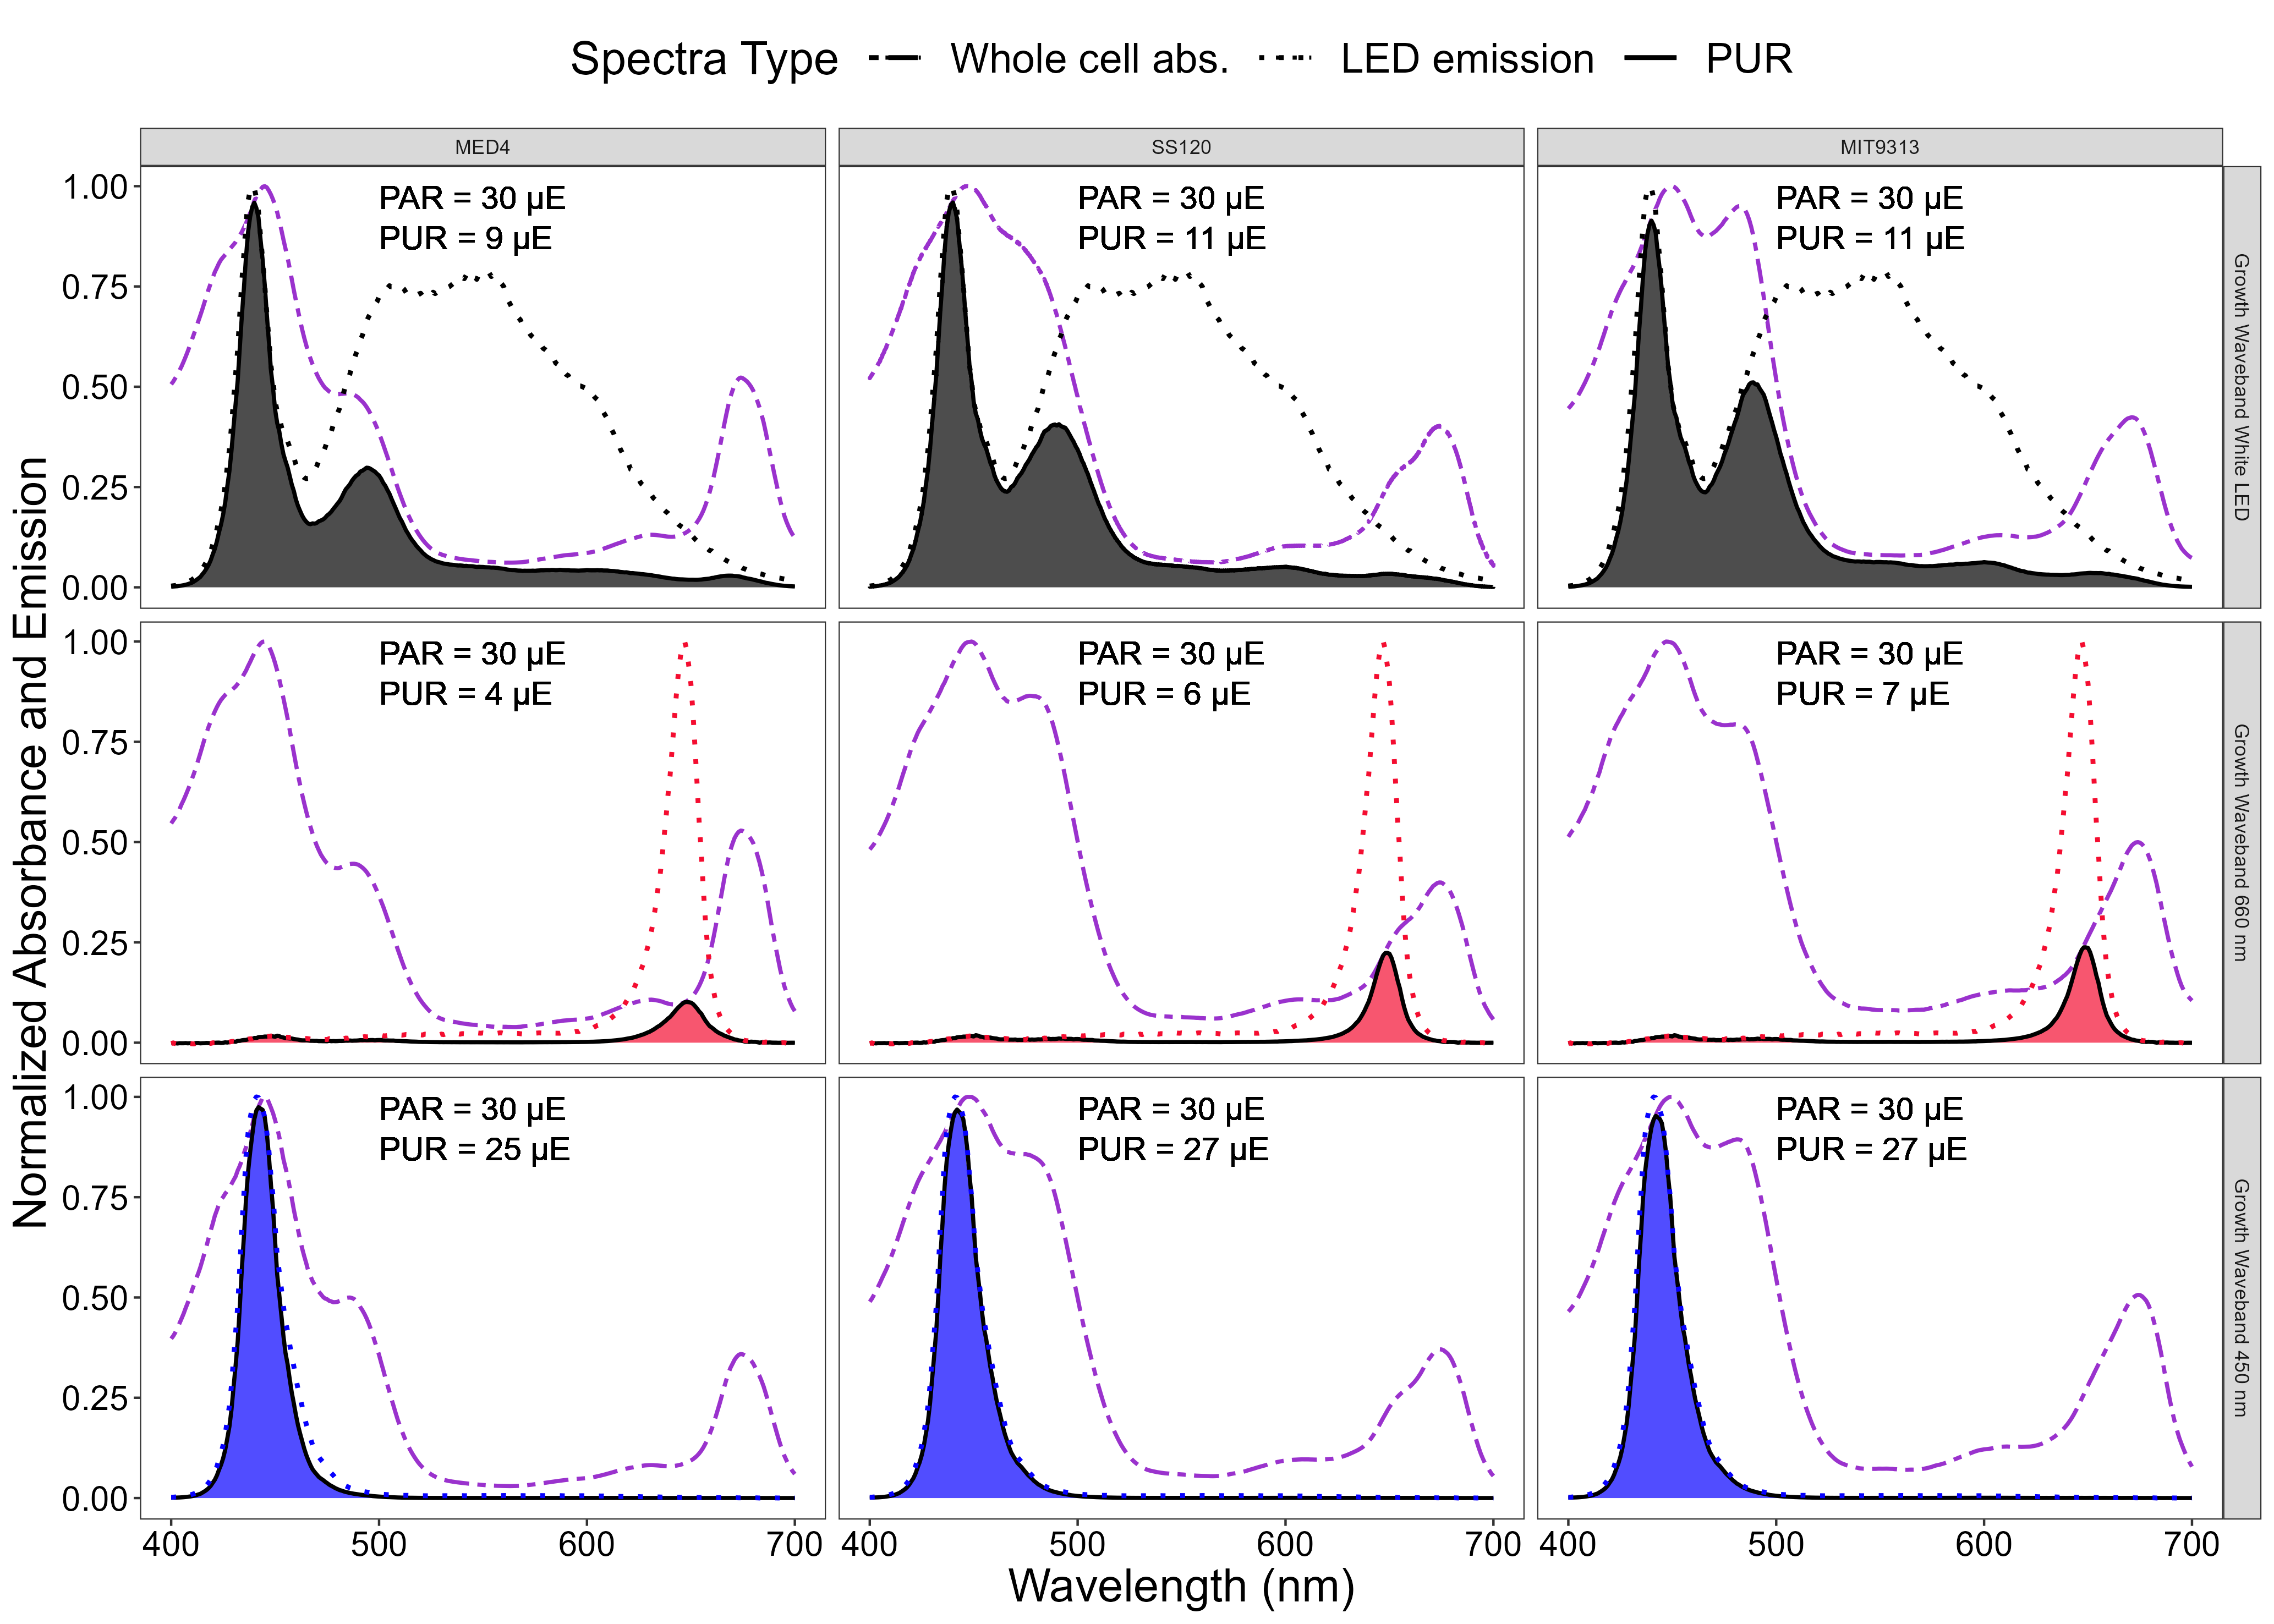 Spectra Type Whole cell abs. LED emission PUR
MED4 SS120 MIT9313
Normalized Absorbance and Emission
1.00
0.75
0.50
0.25
0.00
PAR = 30 µE
PUR = 9 µE
PAR = 30 µE
PUR = 11 µE
PAR = 30 µE
PUR = 11 µE
Growth Waveband White LED
1.00
0.75
0.50
0.25
0.00
PAR = 30 µE
PUR = 4 µE
PAR = 30 µE
PUR = 6 µE
PAR = 30 µE
PUR = 7 µE
Growth Waveband 660 nm
1.00
0.75
0.50
0.25
0.00
PAR = 30 µE
PUR = 25 µE
PAR = 30 µE
PUR = 27 µE
PAR = 30 µE
PUR = 27 µE
Growth Waveband 450 nm
400 500 600 700 400 500 600 700 400 500 600 700
Wavelength (nm)